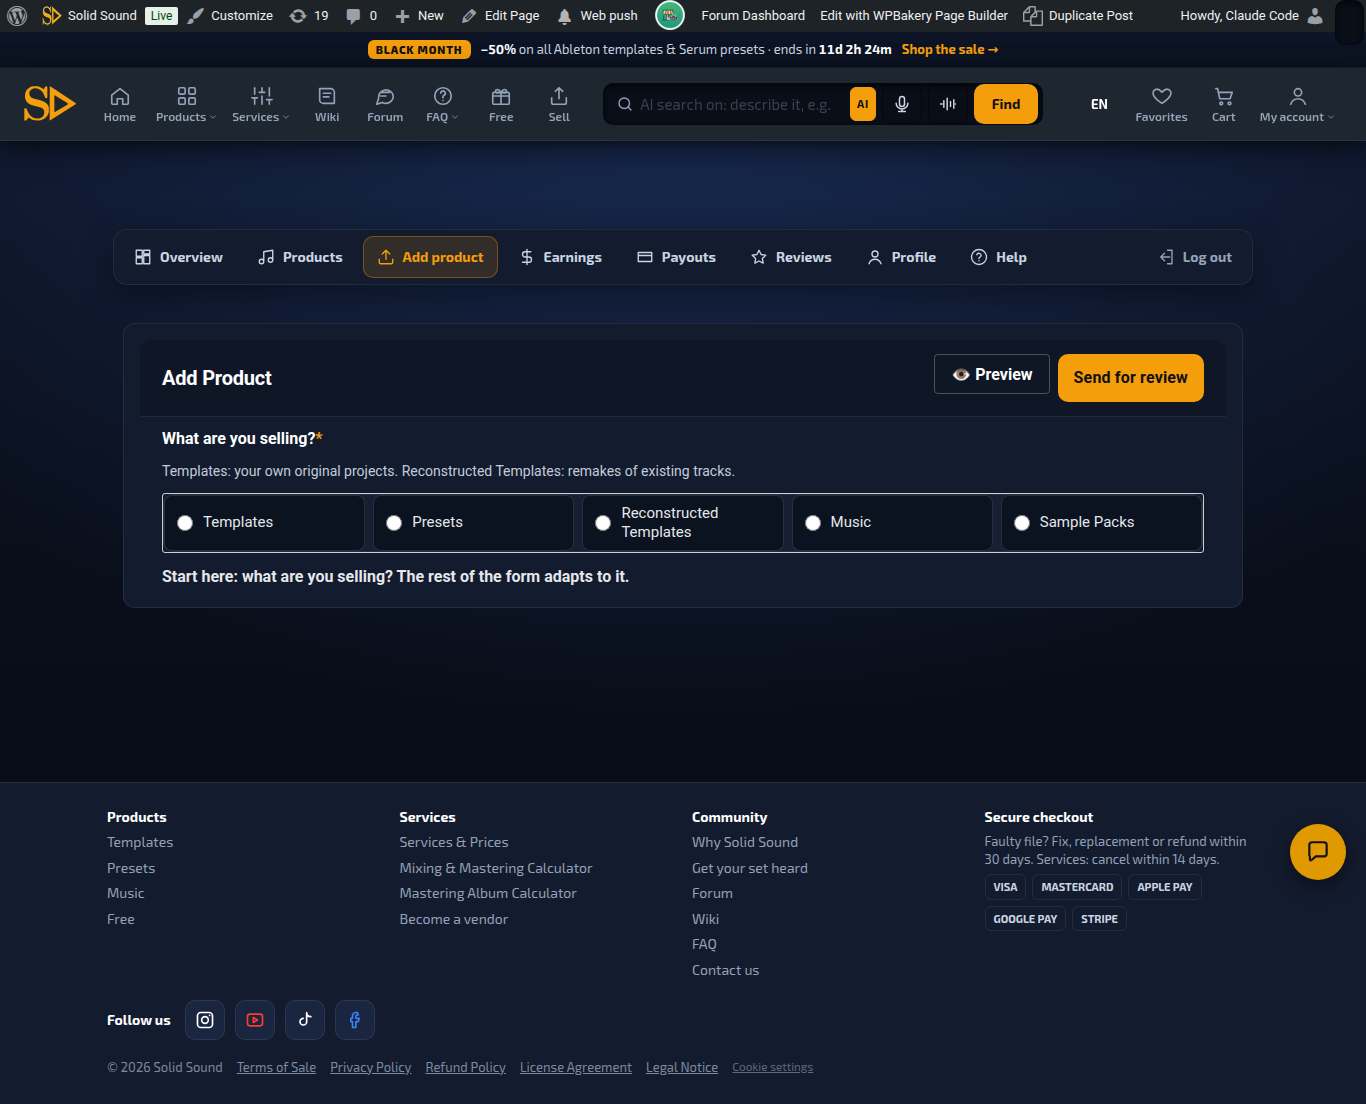 Solid Sound Live Customize 19 0 New Edit Page Web push Forum Dashboard Edit with WPBakery Page Builder Duplicate Post Howdy, Claude Code
BLACK MONTH −50% on all Ableton templates & Serum presets · ends in 11d 2h 24m Shop the sale →
Home Products Services Wiki Forum FAQ Free Sell
AI search on: describe it, e.g. AI Find
EN Favorites Cart My account
Overview Products Add product Earnings Payouts Reviews Profile Help Log out
Add Product
Preview Send for review
What are you selling?*
Templates: your own original projects. Reconstructed Templates: remakes of existing tracks.
Templates
Presets
Reconstructed
Templates
Music
Sample Packs
Start here: what are you selling? The rest of the form adapts to it.
Products
Templates
Presets
Music
Free
Services
Services & Prices
Mixing & Mastering Calculator
Mastering Album Calculator
Become a vendor
Community
Why Solid Sound
Get your set heard
Forum
Wiki
FAQ
Contact us
Secure checkout
Faulty file? Fix, replacement or refund within
30 days. Services: cancel within 14 days.
VISA MASTERCARD APPLE PAY
GOOGLE PAY STRIPE
Follow us
© 2026 Solid Sound Terms of Sale Privacy Policy Refund Policy License Agreement Legal Notice Cookie settings